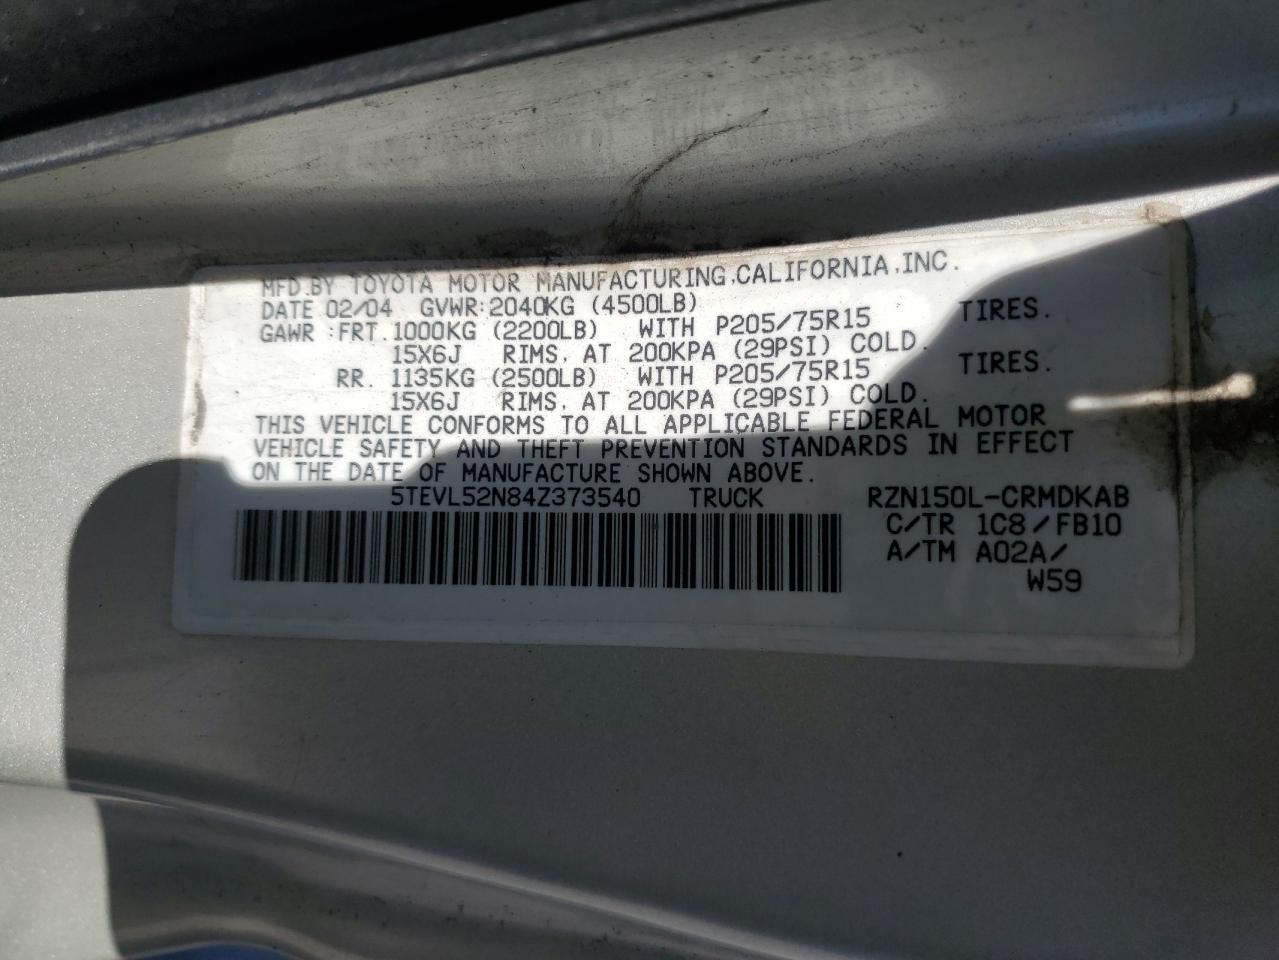 MFD.BY TOYOTA MOTOR MANUFACTURING.CALIFORNIA.INC.
DATE 02/04 GVWR:2040KG (4500LB)
GAWR :FRT.1000KG (2200LB) WITH P205/75R15 TIRES.
15X6J RIMS. AT 200KPA (29PSI) COLD.
RR. 1135KG (2500LB) WITH P205/75R15 TIRES.
15X6J RIMS. AT 200KPA (29PSI) COLD.
THIS VEHICLE CONFORMS TO ALL APPLICABLE FEDERAL MOTOR
VEHICLE SAFETY AND THEFT PREVENTION STANDARDS IN EFFECT
ON THE DATE OF MANUFACTURE SHOWN ABOVE.
5TEVL52N84Z373540 TRUCK RZN150L-CRMDKAB
C/TR 1C8/FB10
A/TM A02A/
W59